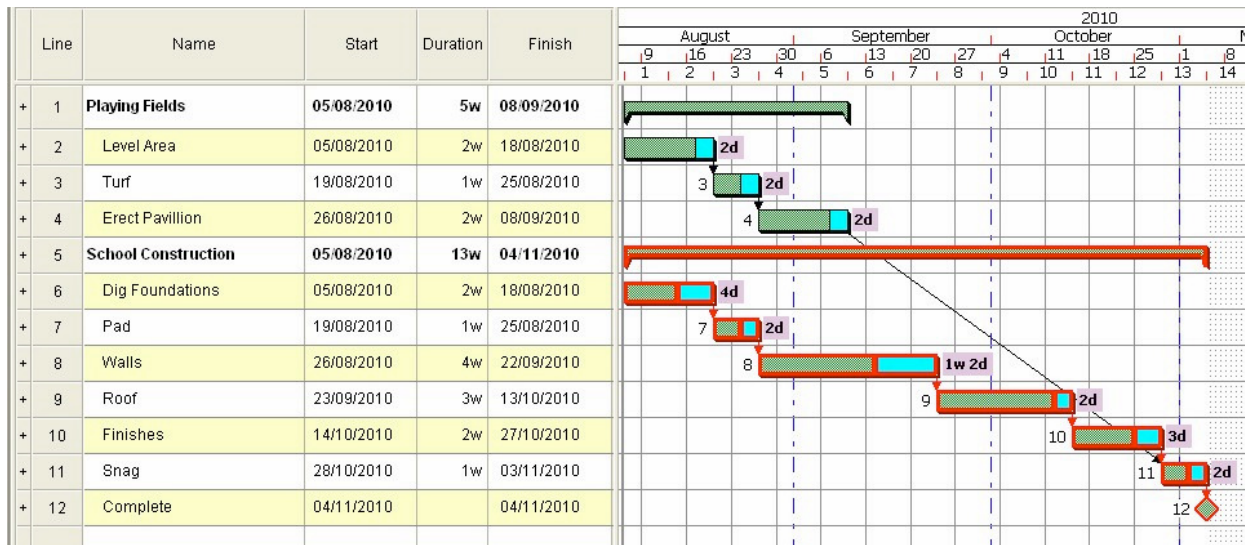 2010
Line Name Start Duration Finish August September October N
9 16 23 30 6 13 20 27 4 11 18 25 1 8
1 2 3 4 5 6 7 8 9 10 11 12 13 14
+ 1 Playing Fields 05/08/2010 5w 08/09/2010
+ 2 Level Area 05/08/2010 2w 18/08/2010 2d
+ 3 Turf 19/08/2010 1w 25/08/2010 3 2d
+ 4 Erect Pavillion 26/08/2010 2w 08/09/2010 4 2d
+ 5 School Construction 05/08/2010 13w 04/11/2010
+ 6 Dig Foundations 05/08/2010 2w 18/08/2010 4d
+ 7 Pad 19/08/2010 1w 25/08/2010 7 2d
+ 8 Walls 26/08/2010 4w 22/09/2010 8 1w 2d
+ 9 Roof 23/09/2010 3w 13/10/2010 9 2d
+ 10 Finishes 14/10/2010 2w 27/10/2010 10 3d
+ 11 Snag 28/10/2010 1w 03/11/2010 11 2d
+ 12 Complete 04/11/2010 04/11/2010 12